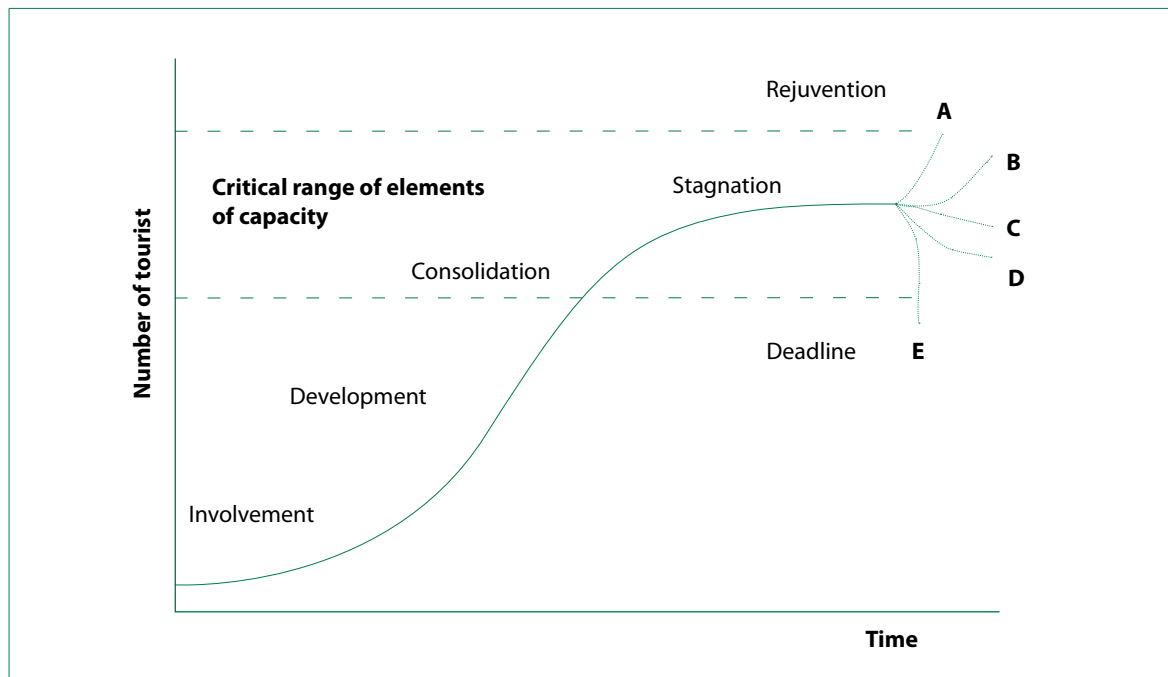 Rejuvention
A
B
Critical range of elements
of capacity
Stagnation
C
Consolidation
D
Number of tourist
Deadline
E
Development
Involvement
Time